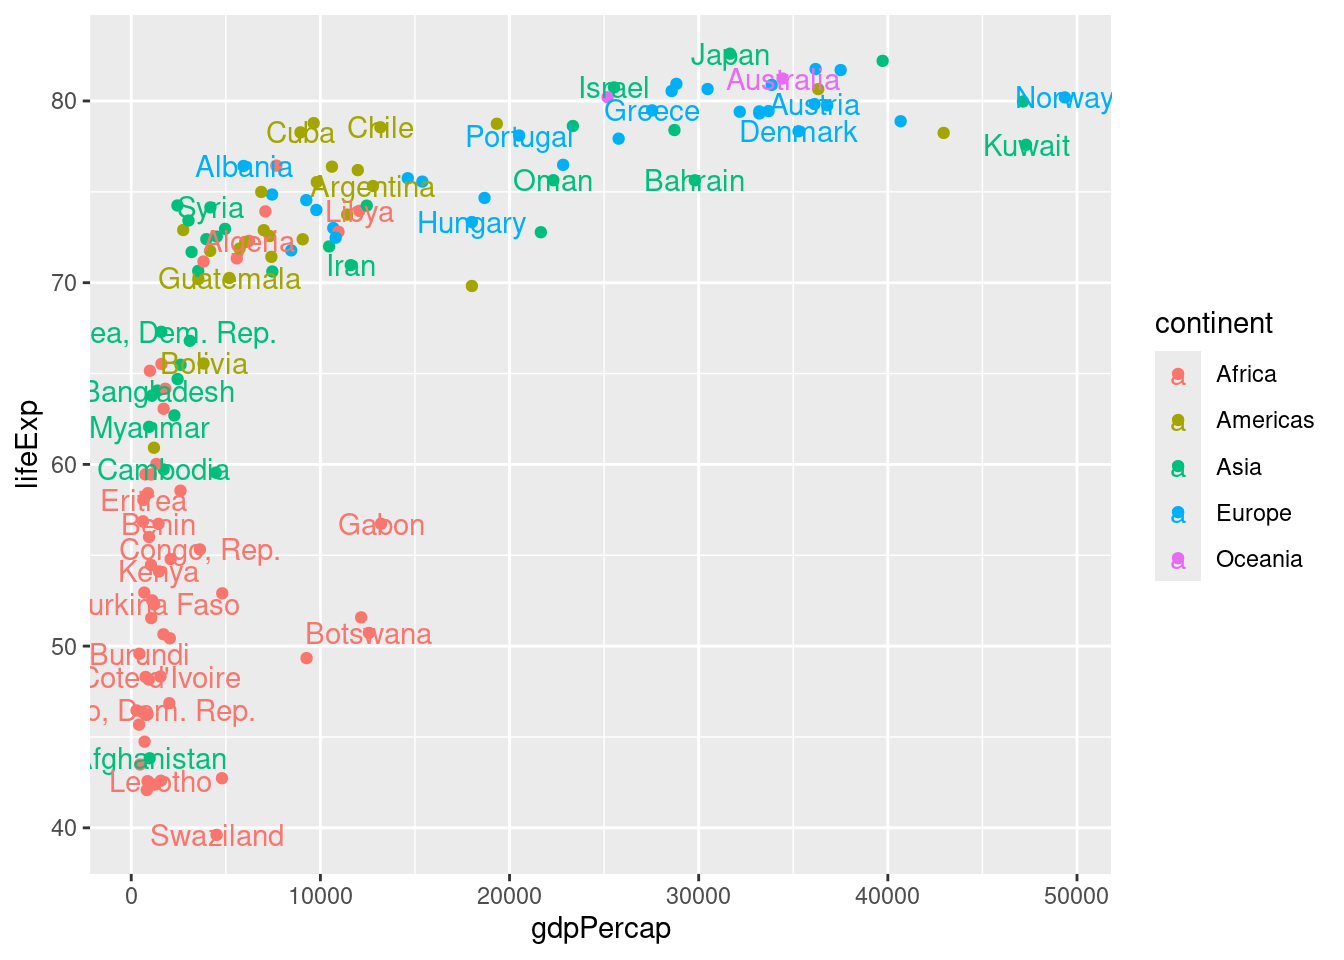 Japan
Australia
Israel
Norway
Greece
Austria
Cuba
Chile
Portugal
Denmark
Kuwait
Albania
Oman
Bahrain
Argentina
Syria
Libya
Hungary
Algeria
Iran
Guatemala
ea, Dem. Rep.
Bolivia
Bangladesh
Myanmar
Cambodia
Eritrea
Benin
Gabon
Congo, Rep.
Kenya
urkina Faso
Botswana
Burundi
Cote d'Ivoire
o, Dem. Rep.
Afghanistan
Lesotho
Swaziland
80
70
60
50
40
lifeExp
0 10000 20000 30000 40000 50000
gdpPercap
continent
a Africa
a Americas
a Asia
a Europe
a Oceania